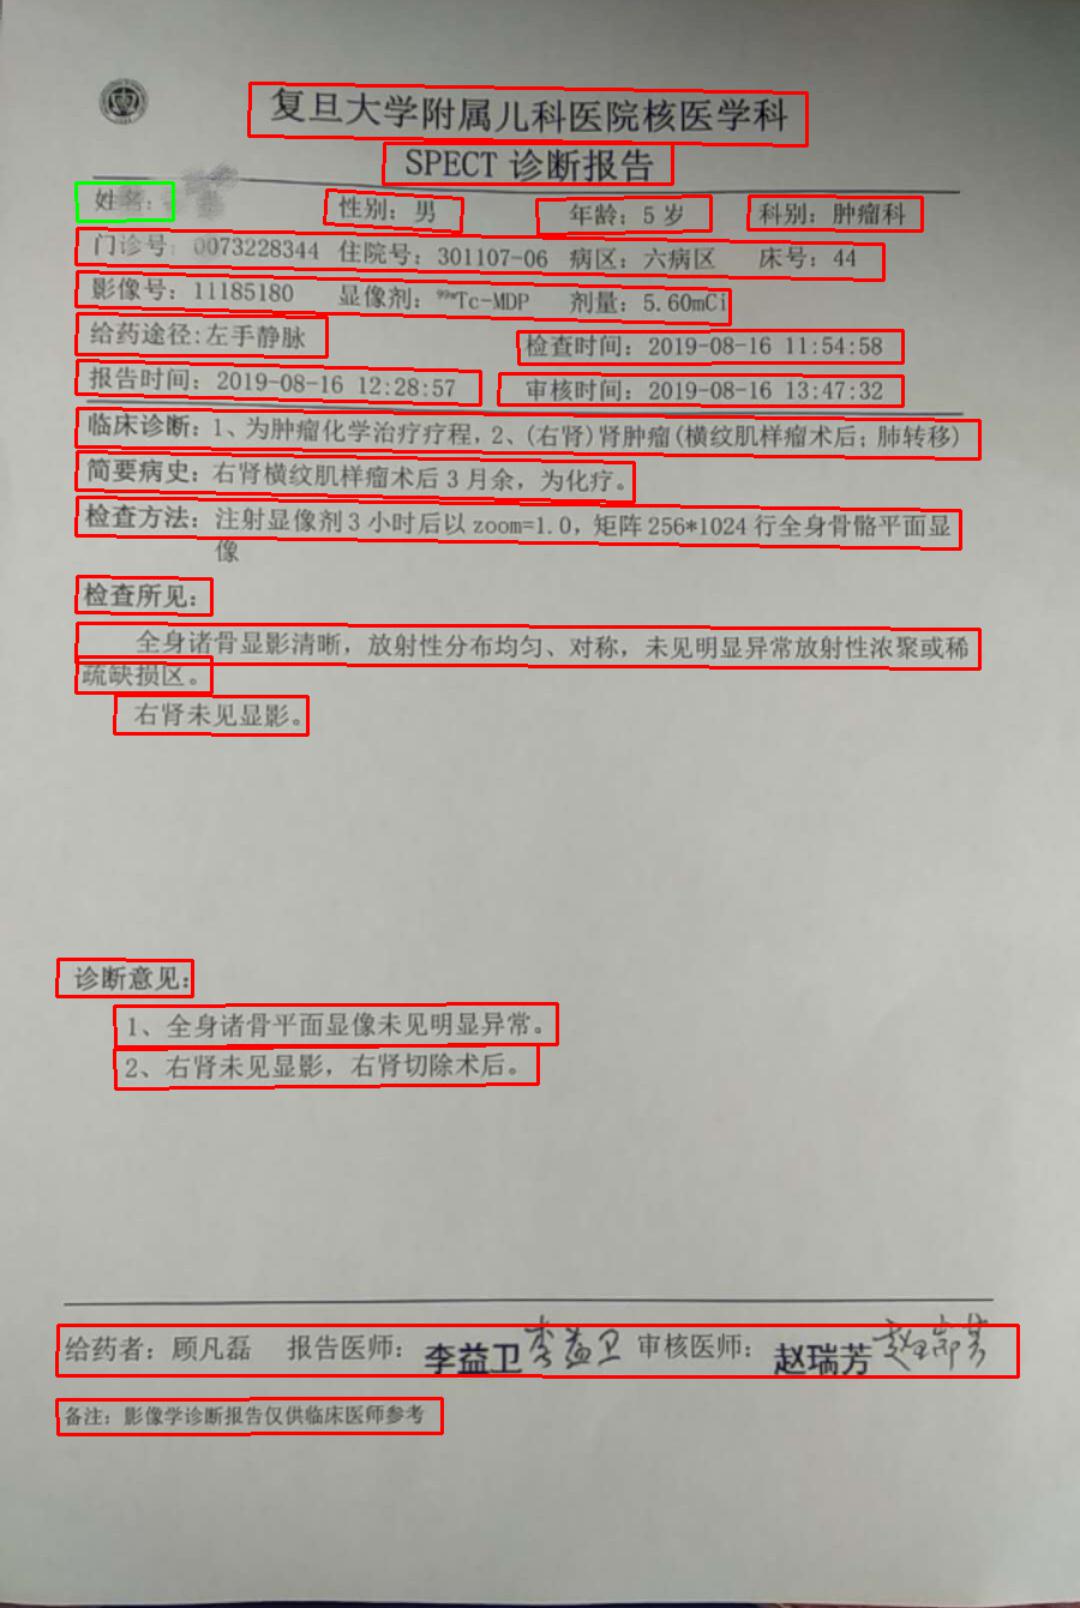 复旦大学附属儿科医院核医学科
SPECT 诊断报告
姓名: 性别: 男 年龄: 5 岁 科别: 肿瘤科
门诊号: 0073228344 住院号: 301107-06 病区: 六病区 床号: 44
影像号: 11185180 显像剂: ⁹⁹ᵐTc-MDP 剂量: 5.60mCi
给药途径: 左手静脉 检查时间: 2019-08-16 11:54:58
报告时间: 2019-08-16 12:28:57 审核时间: 2019-08-16 13:47:32
临床诊断: 1、为肿瘤化学治疗疗程, 2、(右肾)肾肿瘤(横纹肌样瘤术后; 肺转移)
简要病史: 右肾横纹肌样瘤术后 3 月余, 为化疗。
检查方法: 注射显像剂 3 小时后以 zoom=1.0, 矩阵 256*1024 行全身骨骼平面显
像
检查所见:
全身诸骨显影清晰, 放射性分布均匀、对称, 未见明显异常放射性浓聚或稀
疏缺损区。
右肾未见显影。
诊断意见:
1、全身诸骨平面显像未见明显异常。
2、右肾未见显影, 右肾切除术后。
给药者: 顾凡磊 报告医师: 李益卫 李益卫 审核医师: 赵瑞芳 赵瑞芳
备注: 影像学诊断报告仅供临床医师参考